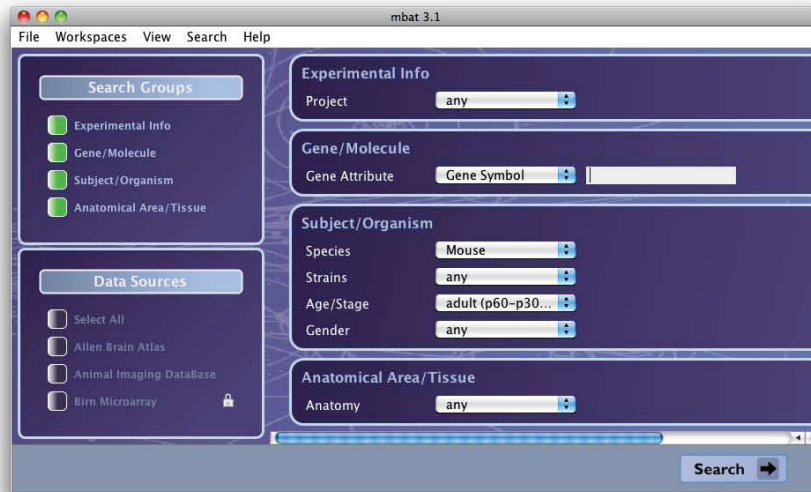 mbat 3.1
File Workspaces View Search Help
Search Groups
Experimental Info
Gene/Molecule
Subject/Organism
Anatomical Area/Tissue
Data Sources
Select All
Allen Brain Atlas
Animal Imaging DataBase
Birn Microarray
Experimental Info
Project any
Gene/Molecule
Gene Attribute Gene Symbol
Subject/Organism
Species Mouse
Strains any
Age/Stage adult (p60-p30...
Gender any
Anatomical Area/Tissue
Anatomy any
Search